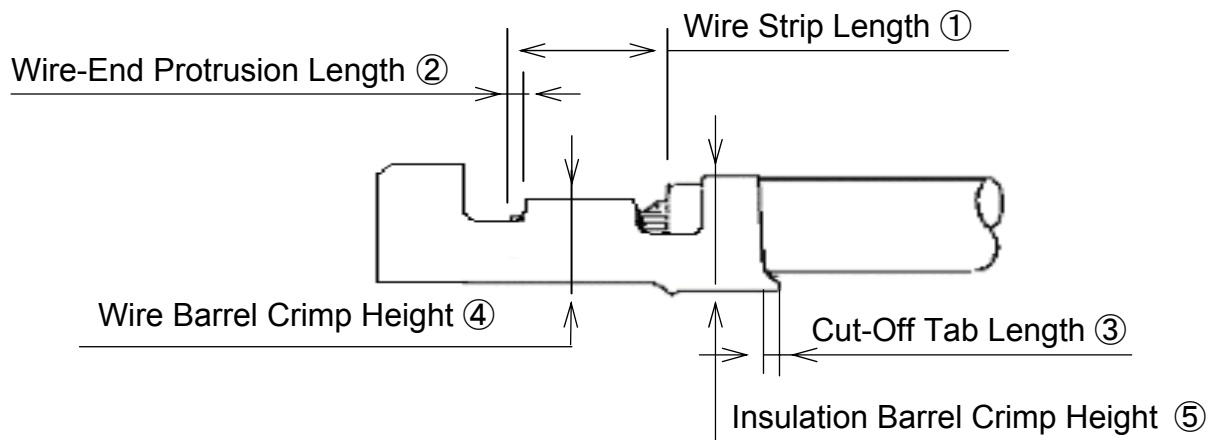 Wire Strip Length ①
Wire-End Protrusion Length ②
Wire Barrel Crimp Height ④
Cut-Off Tab Length ③
Insulation Barrel Crimp Height ⑤